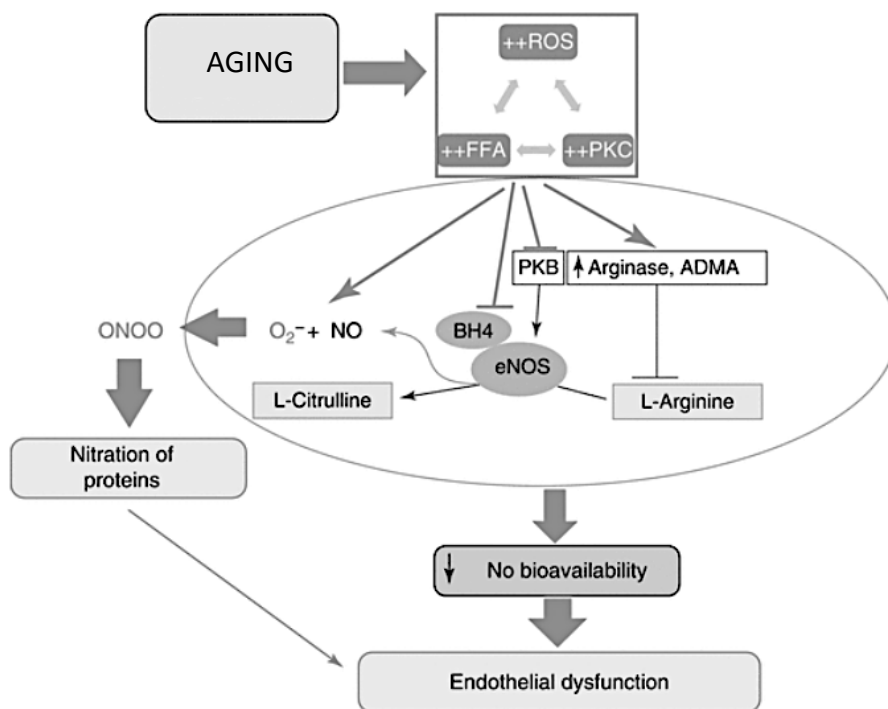 AGING
++ROS
++FFA
++PKC
PKB
Arginase, ADMA
ONOO
O₂⁻+ NO
BH4
eNOS
L-Citrulline
L-Arginine
Nitration of
proteins
No bioavailability
Endothelial dysfunction